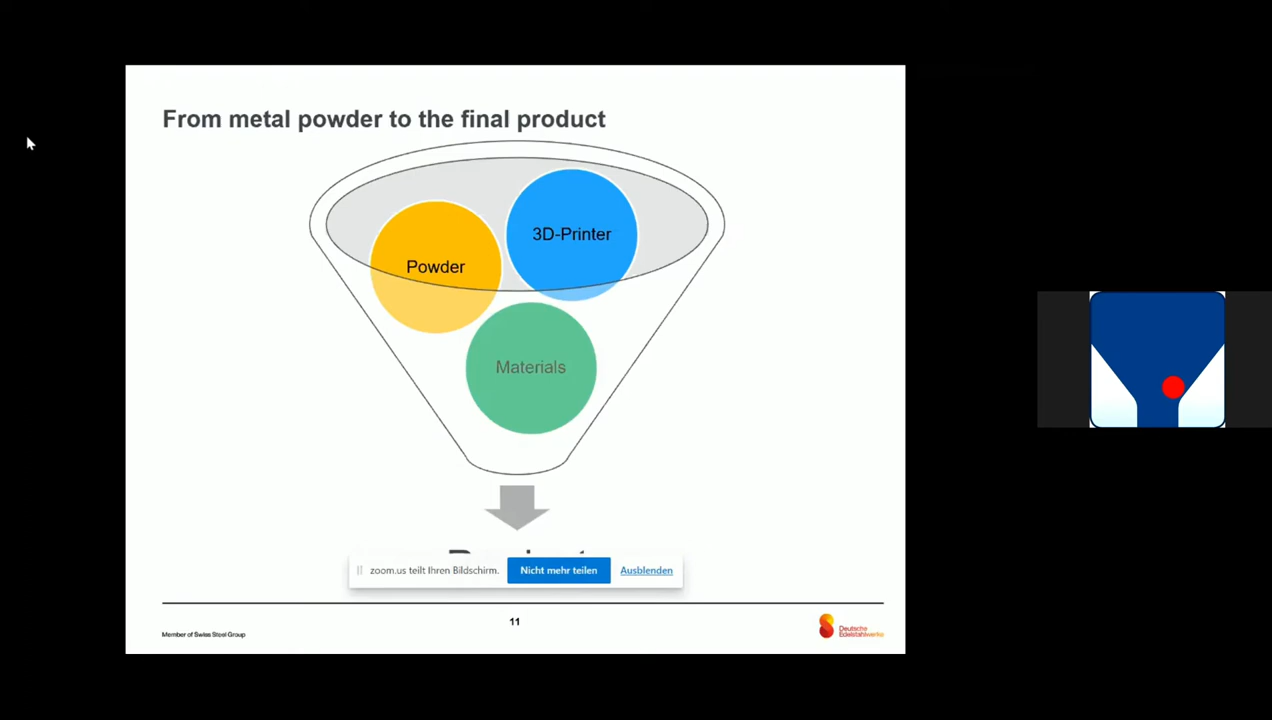 From metal powder to the final product
3D-Printer
Powder
Materials
zoom.us teilt Ihren Bildschirm.
Nicht mehr teilen
Ausblenden
11
Member of Swiss Steel Group
Deutsche
Edelstahlwerke